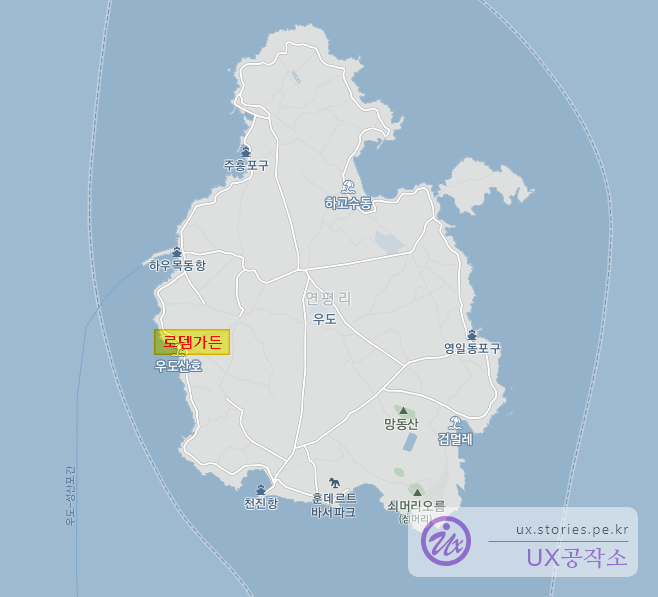 주흥포구
하고수동
하우목동항
연평리
우도
로뎀가든
영일동포구
우도산호
망동산
검멀레
우도-성산포간
천진항
훈데르트
바서파크
쇠머리오름
(섬머리)
ux.stories.pe.kr
Ux
UX공작소